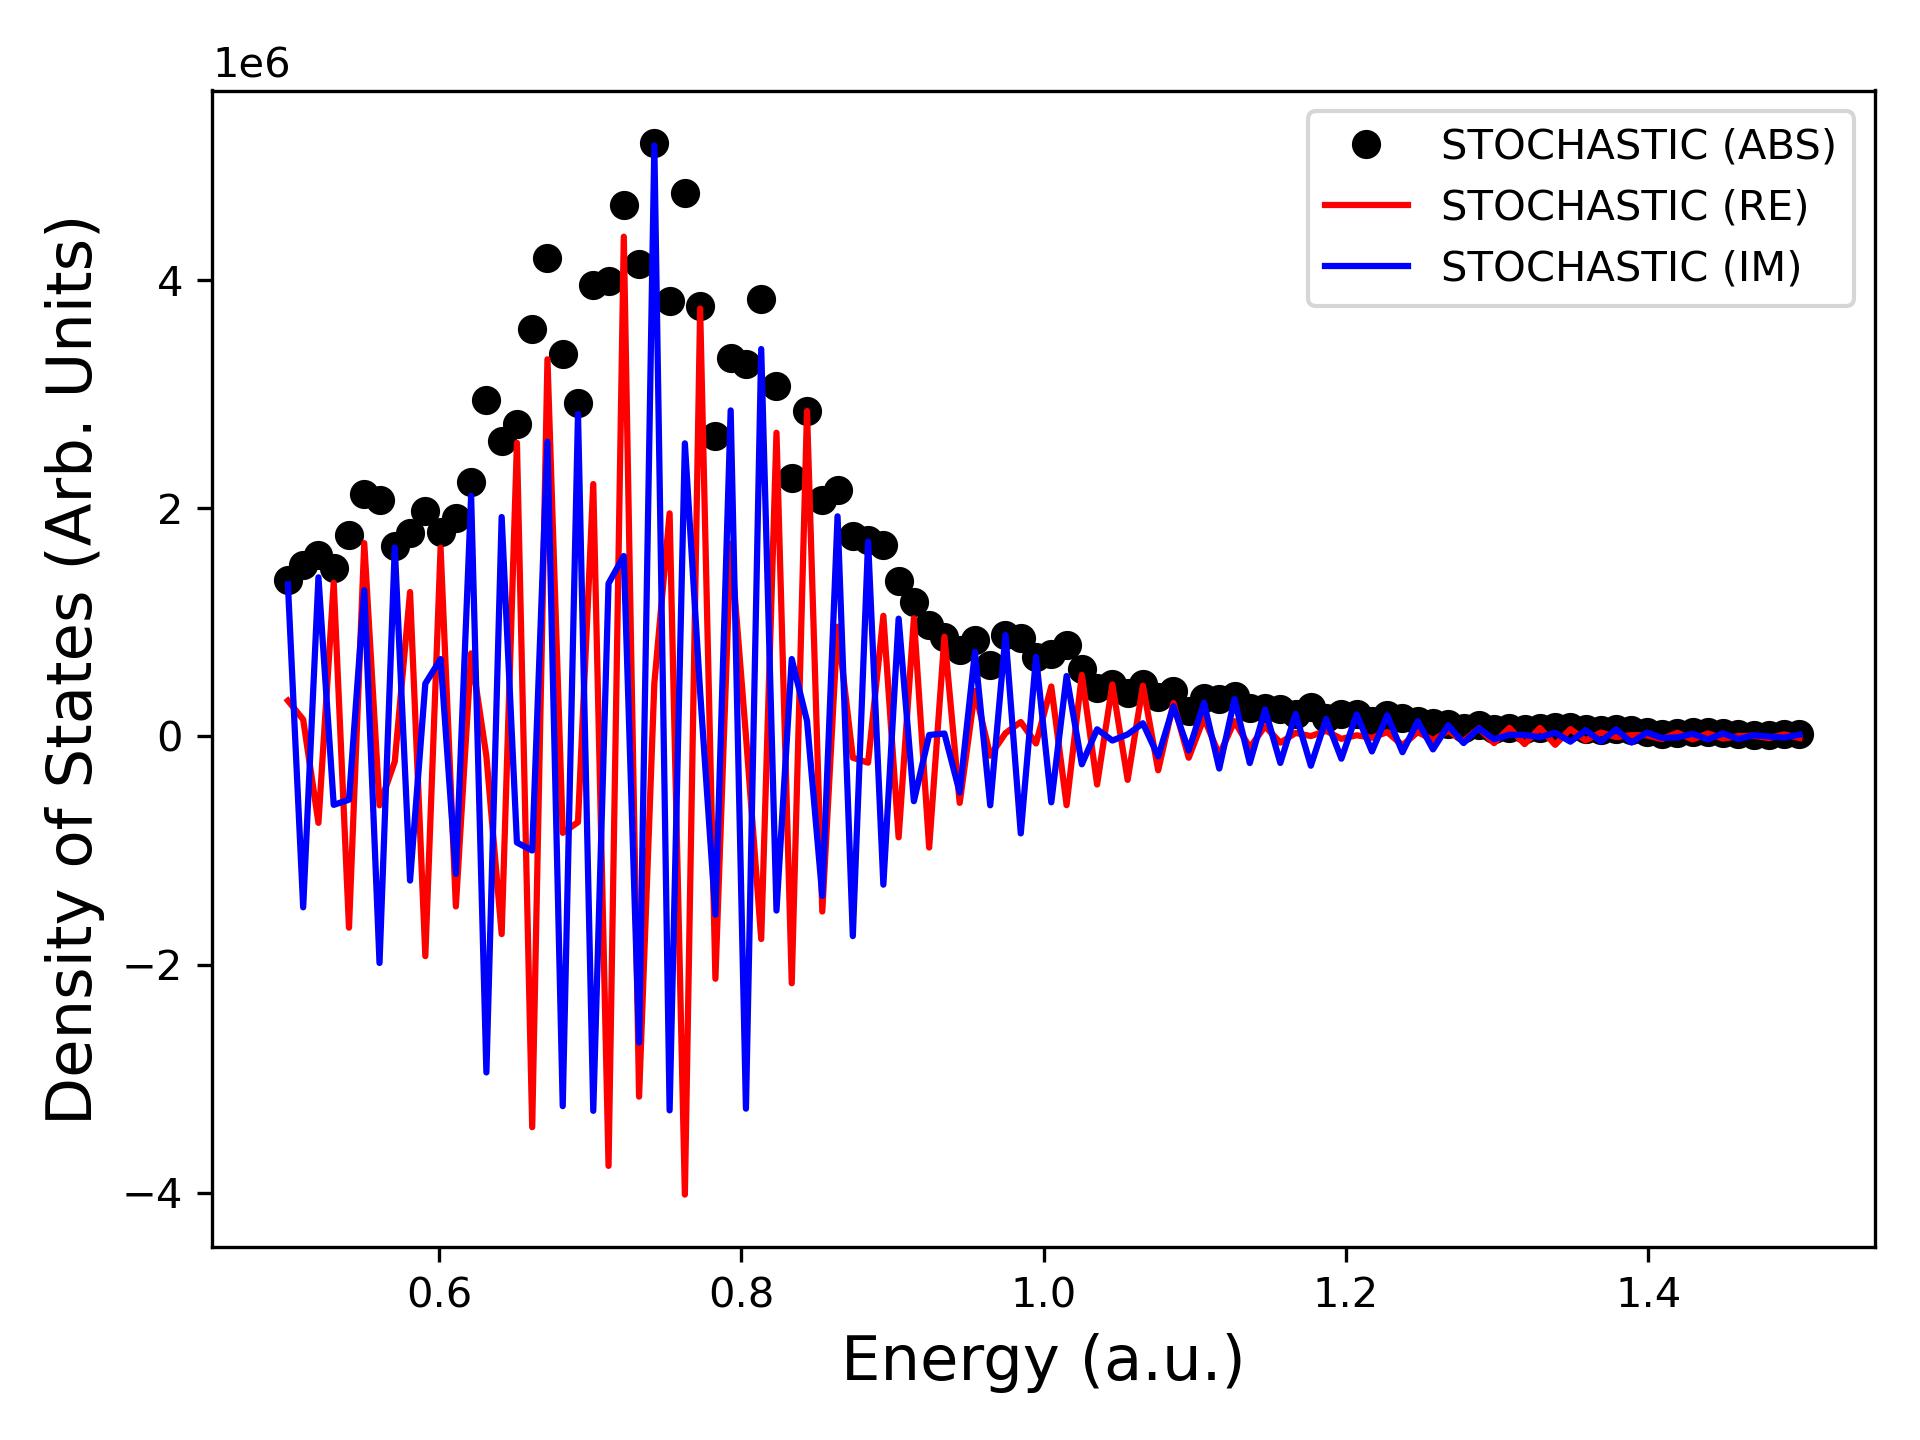 1e6
Density of States (Arb. Units)
4
2
0
−2
−4
STOCHASTIC (ABS)
STOCHASTIC (RE)
STOCHASTIC (IM)
0.6
0.8
1.0
1.2
1.4
Energy (a.u.)